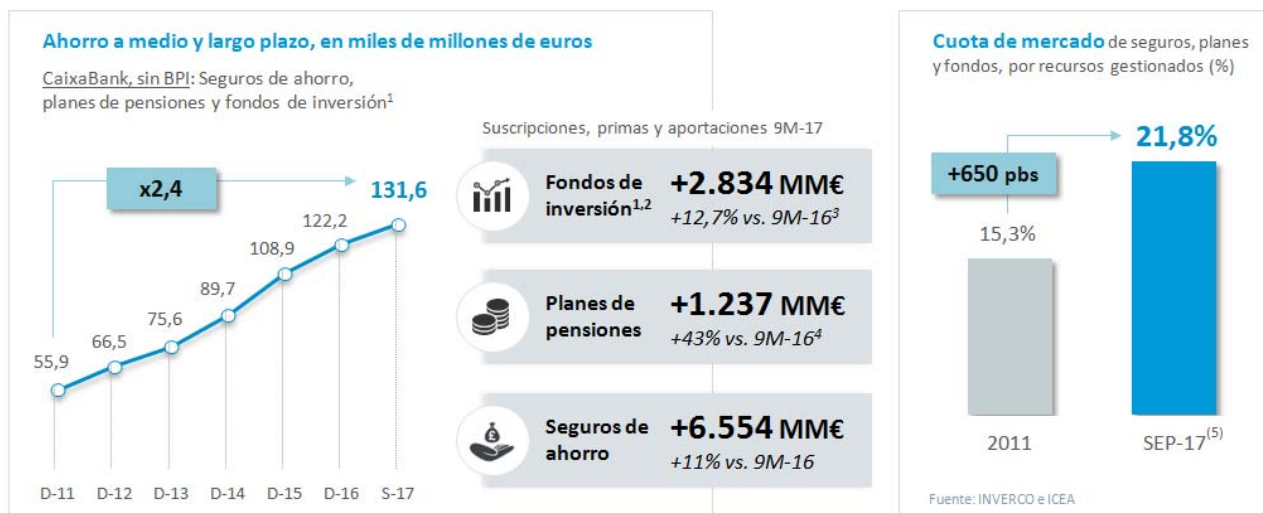 Ahorro a medio y largo plazo, en miles de millones de euros
CaixaBank, sin BPI: Seguros de ahorro,
planes de pensiones y fondos de inversión1
x2,4
55,9
66,5
75,6
89,7
108,9
122,2
131,6
D-11 D-12 D-13 D-14 D-15 D-16 S-17
Suscripciones, primas y aportaciones 9M-17
Fondos de
inversión1,2
+2.834 MM€
+12,7% vs. 9M-163
Planes de
pensiones
+1.237 MM€
+43% vs. 9M-164
£
Seguros de
ahorro
+6.554 MM€
+11% vs. 9M-16
Cuota de mercado de seguros, planes
y fondos, por recursos gestionados (%)
+650 pbs
21,8%
15,3%
2011
SEP-17(5)
Fuente: INVERCO e ICEA